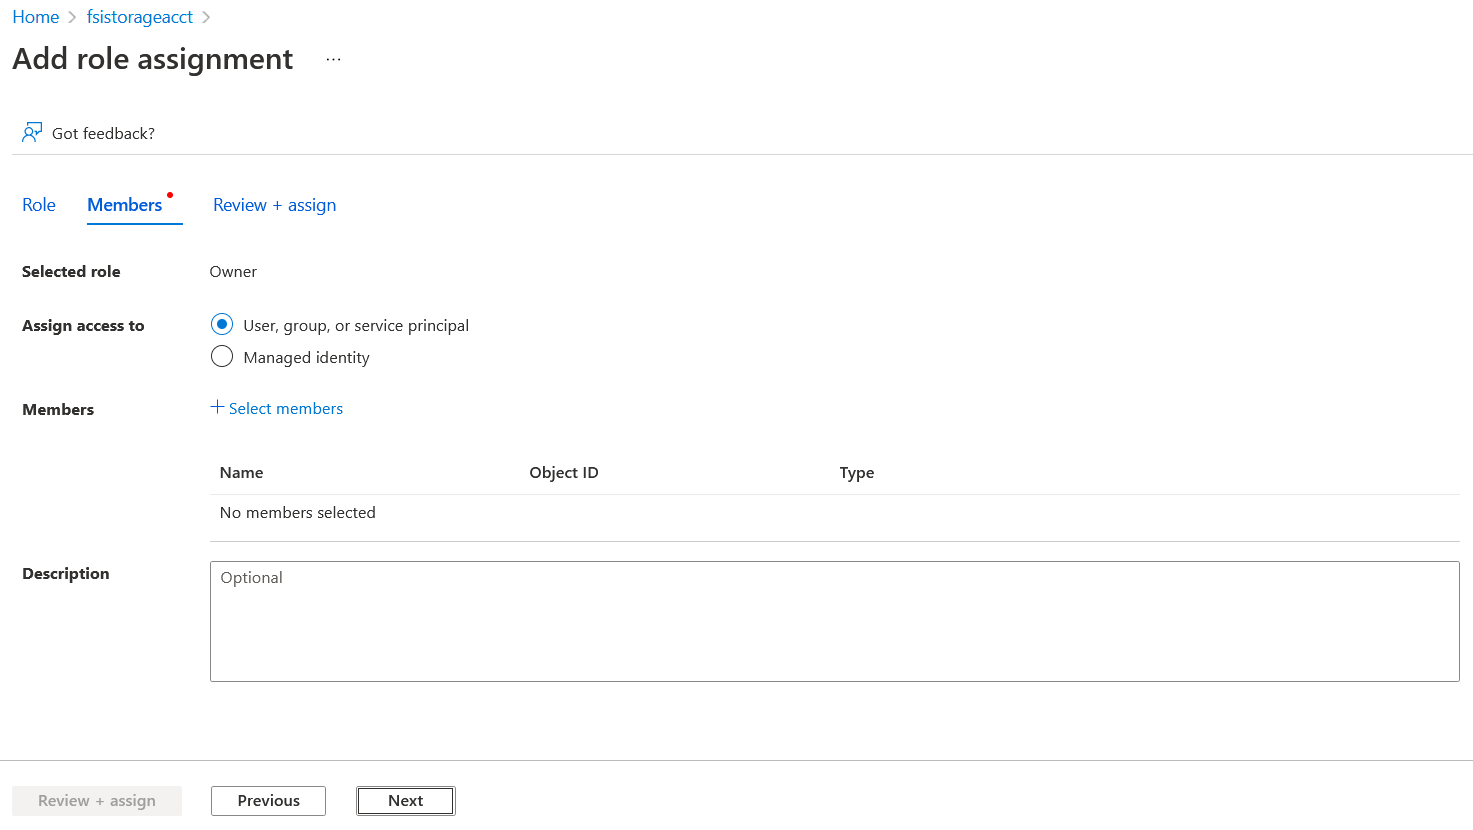 Home > fsistorageacct >
Add role assignment ...
Got feedback?
Role Members Review + assign
Selected role Owner
Assign access to User, group, or service principal
Managed identity
Members + Select members
Name Object ID Type
No members selected
Description Optional
Review + assign Previous Next